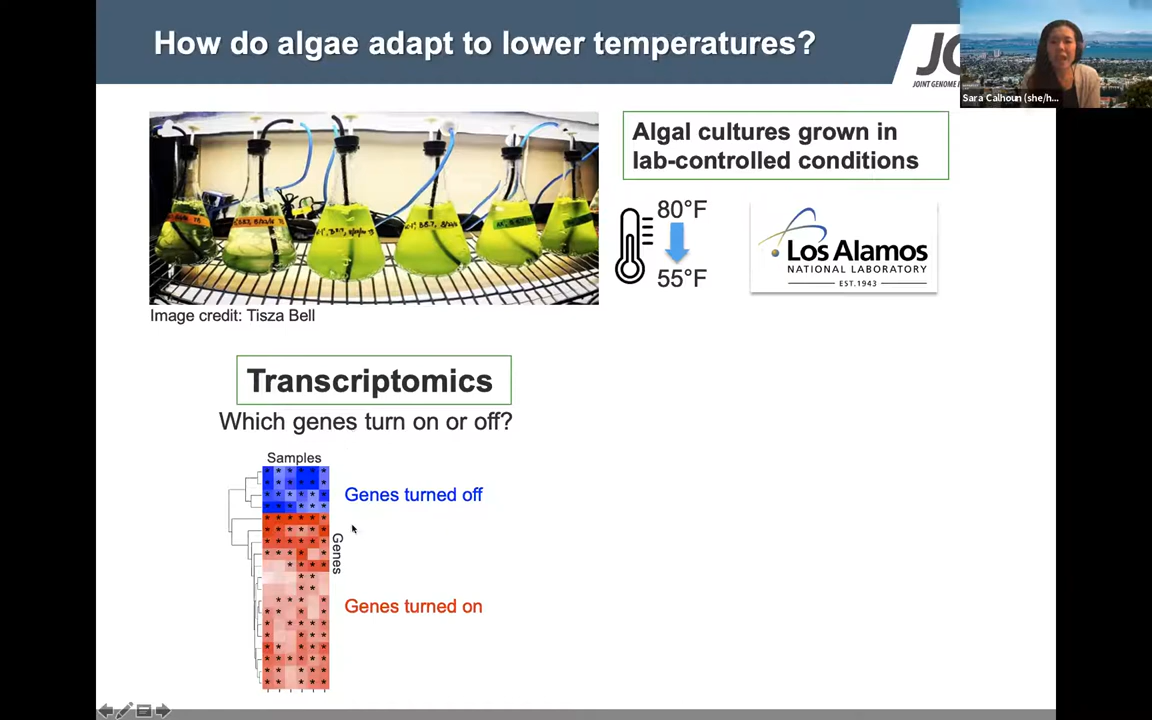 How do algae adapt to lower temperatures?
JOINT GENOME
Sara Calhoun (she/h...
Algal cultures grown in
lab-controlled conditions
80°F
55°F
Los Alamos
NATIONAL LABORATORY
EST.1943
Image credit: Tisza Bell
Transcriptomics
Which genes turn on or off?
Samples
Genes turned off
Genes
Genes turned on